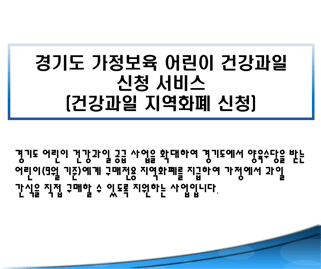 경기도 가정보육 어린이 건강과일
신청 서비스
(건강과일 지역화폐 신청)
경기도 어린이 건강과일 공급 사업을 확대하여 경기도에서 양육수당을 받는
어린이(9월 기준)에게 구매전용 지역화폐를 지급하여 가정에서 과일
간식을 직접 구매할 수 있도록 지원하는 사업입니다.